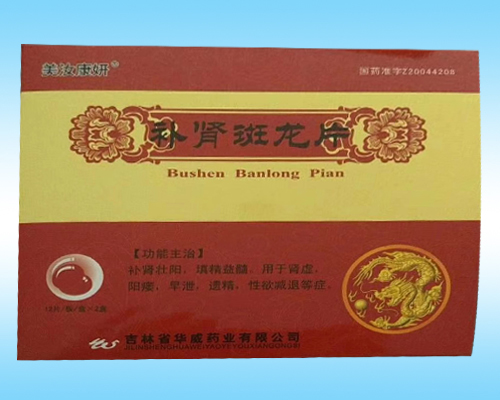 美汝康妍®
国药准字Z20044208
补肾斑龙片
Bushen Banlong Pian
【功能主治】
补肾壮阳，填精益髓，用于肾虚，
阳痿，早泄，遗精，性欲减退等症。
吉林省华威药业有限公司
JILINSHENGHUAWEIYAOYEYOUXIANGONGSI